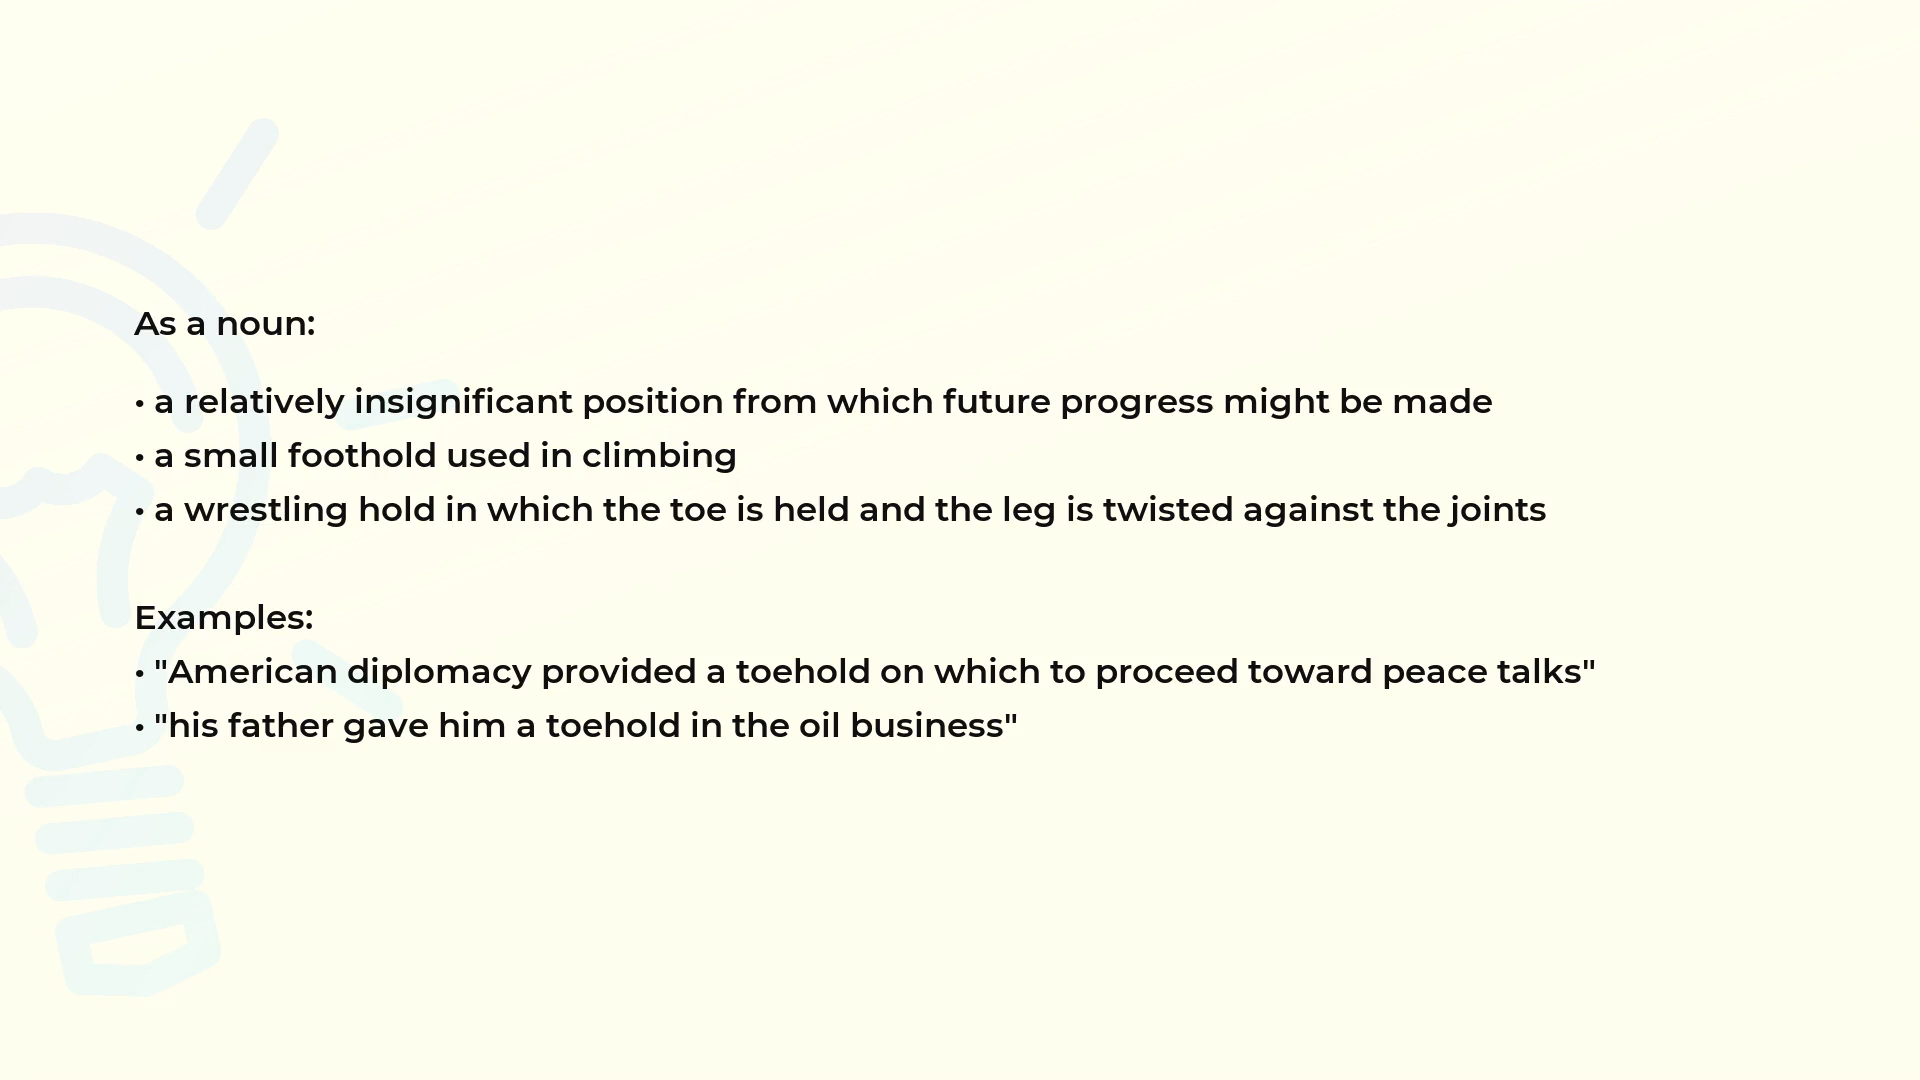 As a noun:
• a relatively insignificant position from which future progress might be made
• a small foothold used in climbing
• a wrestling hold in which the toe is held and the leg is twisted against the joints
Examples:
• "American diplomacy provided a toehold on which to proceed toward peace talks"
• "his father gave him a toehold in the oil business"